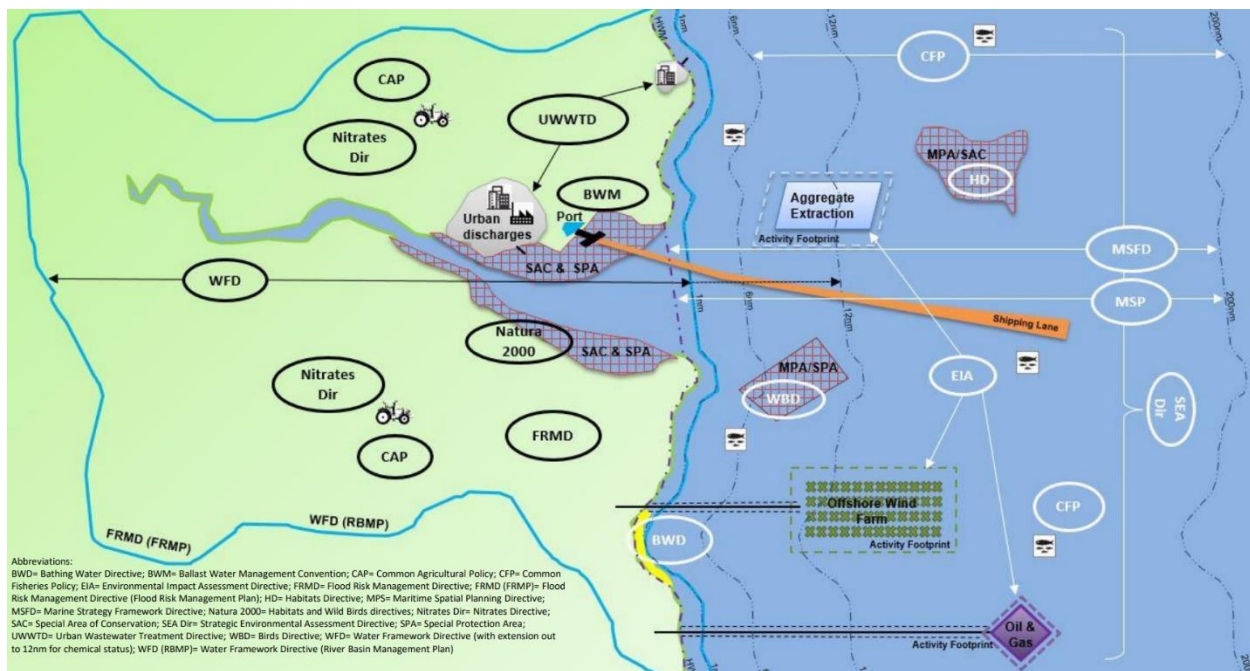 HWM
1nm
6nm
12nm
200nm
CAP
CFP
UWWTD
Nitrates
Dir
MPA/SAC
HD
BWM
Aggregate
Extraction
Activity Footprint
Urban
discharges
Port
SAC & SPA
MSFD
WFD
MSP
1nm
6nm
12nm
200nm
Shipping Lane
Natura
2000
SAC & SPA
MPA/SPA
WBD
EIA
SEA
Dir
Nitrates
Dir
CAP
FRMD
Offshore Wind
Farm
Activity Footprint
CFP
BWD
WFD (RBMP)
FRMD (FRMP)
Oil &
Gas
Activity Footprint
Abbreviations:
BWD= Bathing Water Directive; BWM= Ballast Water Management Convention; CAP= Common Agricultural Policy; CFP= Common
Fisheries Policy; EIA= Environmental Impact Assessment Directive; FRMD= Flood Risk Management Directive; FRMD (FRMP)= Flood
Risk Management Directive (Flood Risk Management Plan); HD= Habitats Directive; MPS= Maritime Spatial Planning Directive;
MSFD= Marine Strategy Framework Directive; Natura 2000= Habitats and Wild Birds directives; Nitrates Dir= Nitrates Directive;
SAC= Special Area of Conservation; SEA Dir= Strategic Environmental Assessment Directive; SPA= Special Protection Area;
UWWTD= Urban Wastewater Treatment Directive; WBD= Birds Directive; WFD= Water Framework Directive (with extension out
to 12nm for chemical status); WFD (RBMP)= Water Framework Directive (River Basin Management Plan)